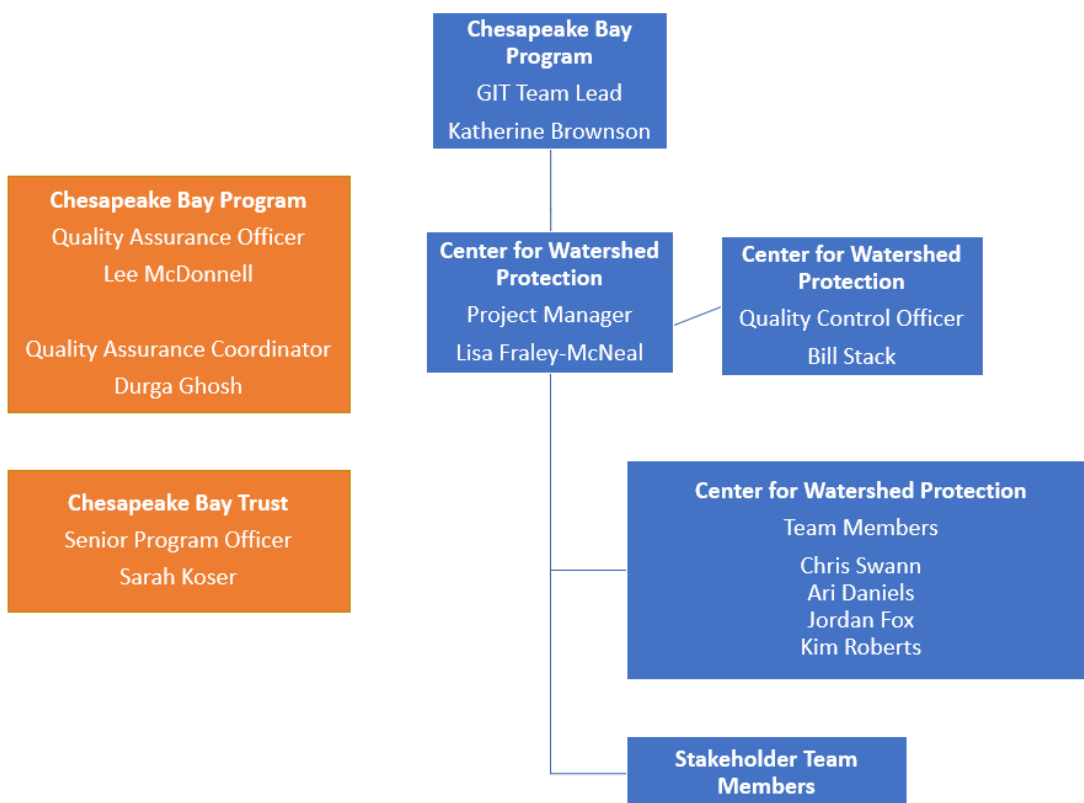 Chesapeake Bay
Program
GIT Team Lead
Katherine Brownson
Chesapeake Bay Program
Quality Assurance Officer
Lee McDonnell
Quality Assurance Coordinator
Durga Ghosh
Center for Watershed
Protection
Project Manager
Lisa Fraley-McNeal
Center for Watershed
Protection
Quality Control Officer
Bill Stack
Chesapeake Bay Trust
Senior Program Officer
Sarah Koser
Center for Watershed Protection
Team Members
Chris Swann
Ari Daniels
Jordan Fox
Kim Roberts
Stakeholder Team
Members